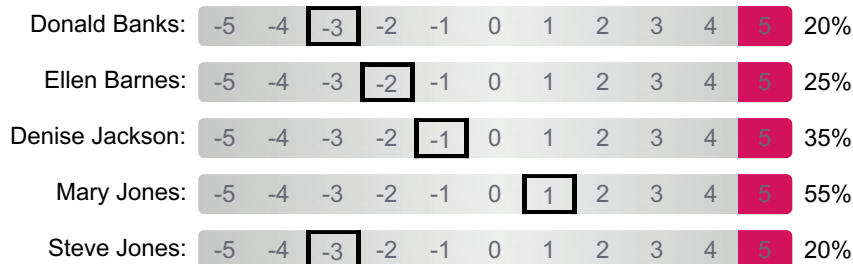 Donald Banks: -5 -4 -3 -2 -1 0 1 2 3 4 5 20%
Ellen Barnes: -5 -4 -3 -2 -1 0 1 2 3 4 5 25%
Denise Jackson: -5 -4 -3 -2 -1 0 1 2 3 4 5 35%
Mary Jones: -5 -4 -3 -2 -1 0 1 2 3 4 5 55%
Steve Jones: -5 -4 -3 -2 -1 0 1 2 3 4 5 20%